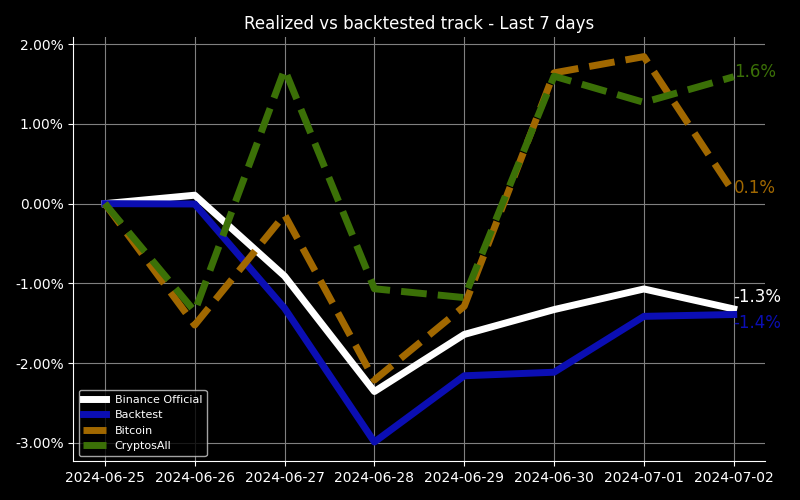 Realized vs backtested track - Last 7 days
2.00%
1.00%
0.00%
-1.00%
-2.00%
-3.00%
1.6%
0.1%
-1.3%
-1.4%
Binance Official
Backtest
Bitcoin
CryptosAll
2024-06-25 2024-06-26 2024-06-27 2024-06-28 2024-06-29 2024-06-30 2024-07-01 2024-07-02